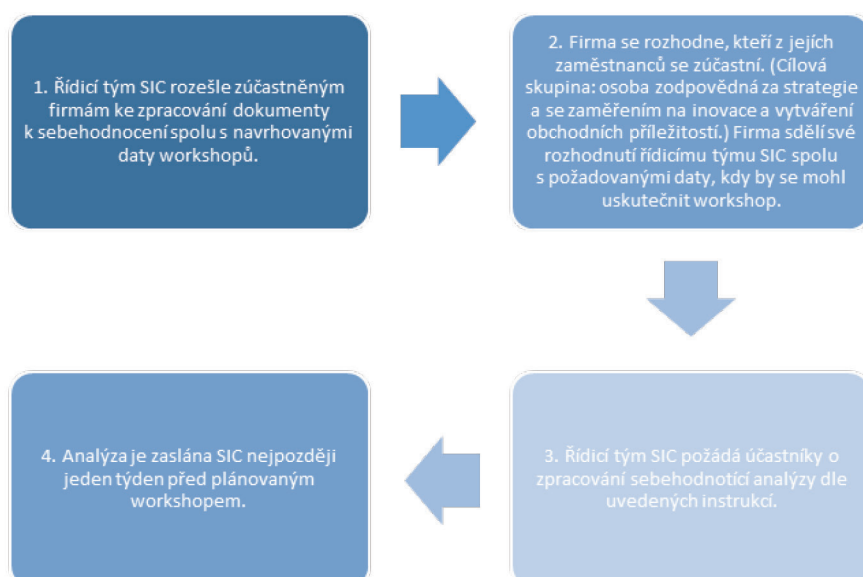 1. Řídicí tým SIC rozešle zúčastněným
firmám ke zpracování dokumenty
k sebehodnocení spolu s navrhovanými
daty workshopů.
2. Firma se rozhodne, kteří z jejích
zaměstnanců se zúčastní. (Cílová
skupina: osoba zodpovědná za strategie
a se zaměřením na inovace a vytváření
obchodních příležitostí.) Firma sdělí své
rozhodnutí řídicímu týmu SIC spolu
s požadovanými daty, kdy by se mohl
uskutečnit workshop.
3. Řídicí tým SIC požádá účastníky o
zpracování sebehodnotící analýzy dle
uvedených instrukcí.
4. Analýza je zaslána SIC nejpozději
jeden týden před plánovaným
workshopem.